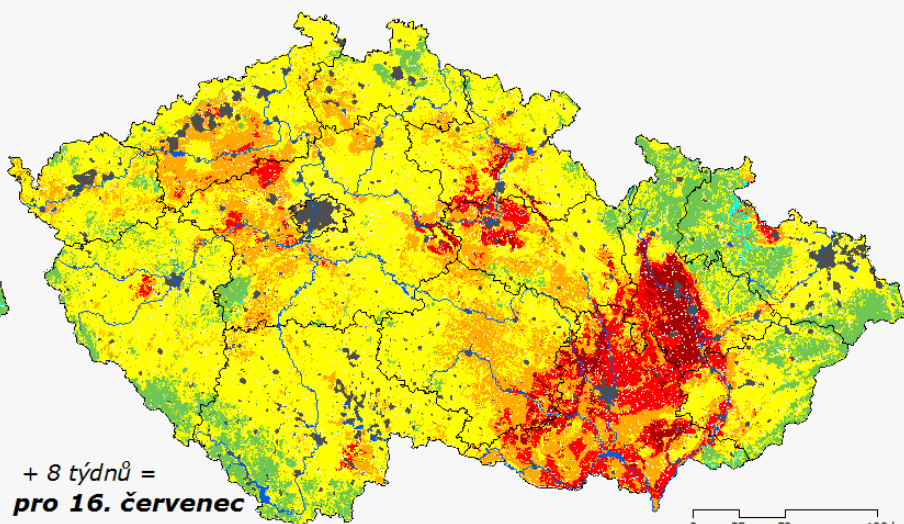 + 8 týdnů =
pro 16. červenec